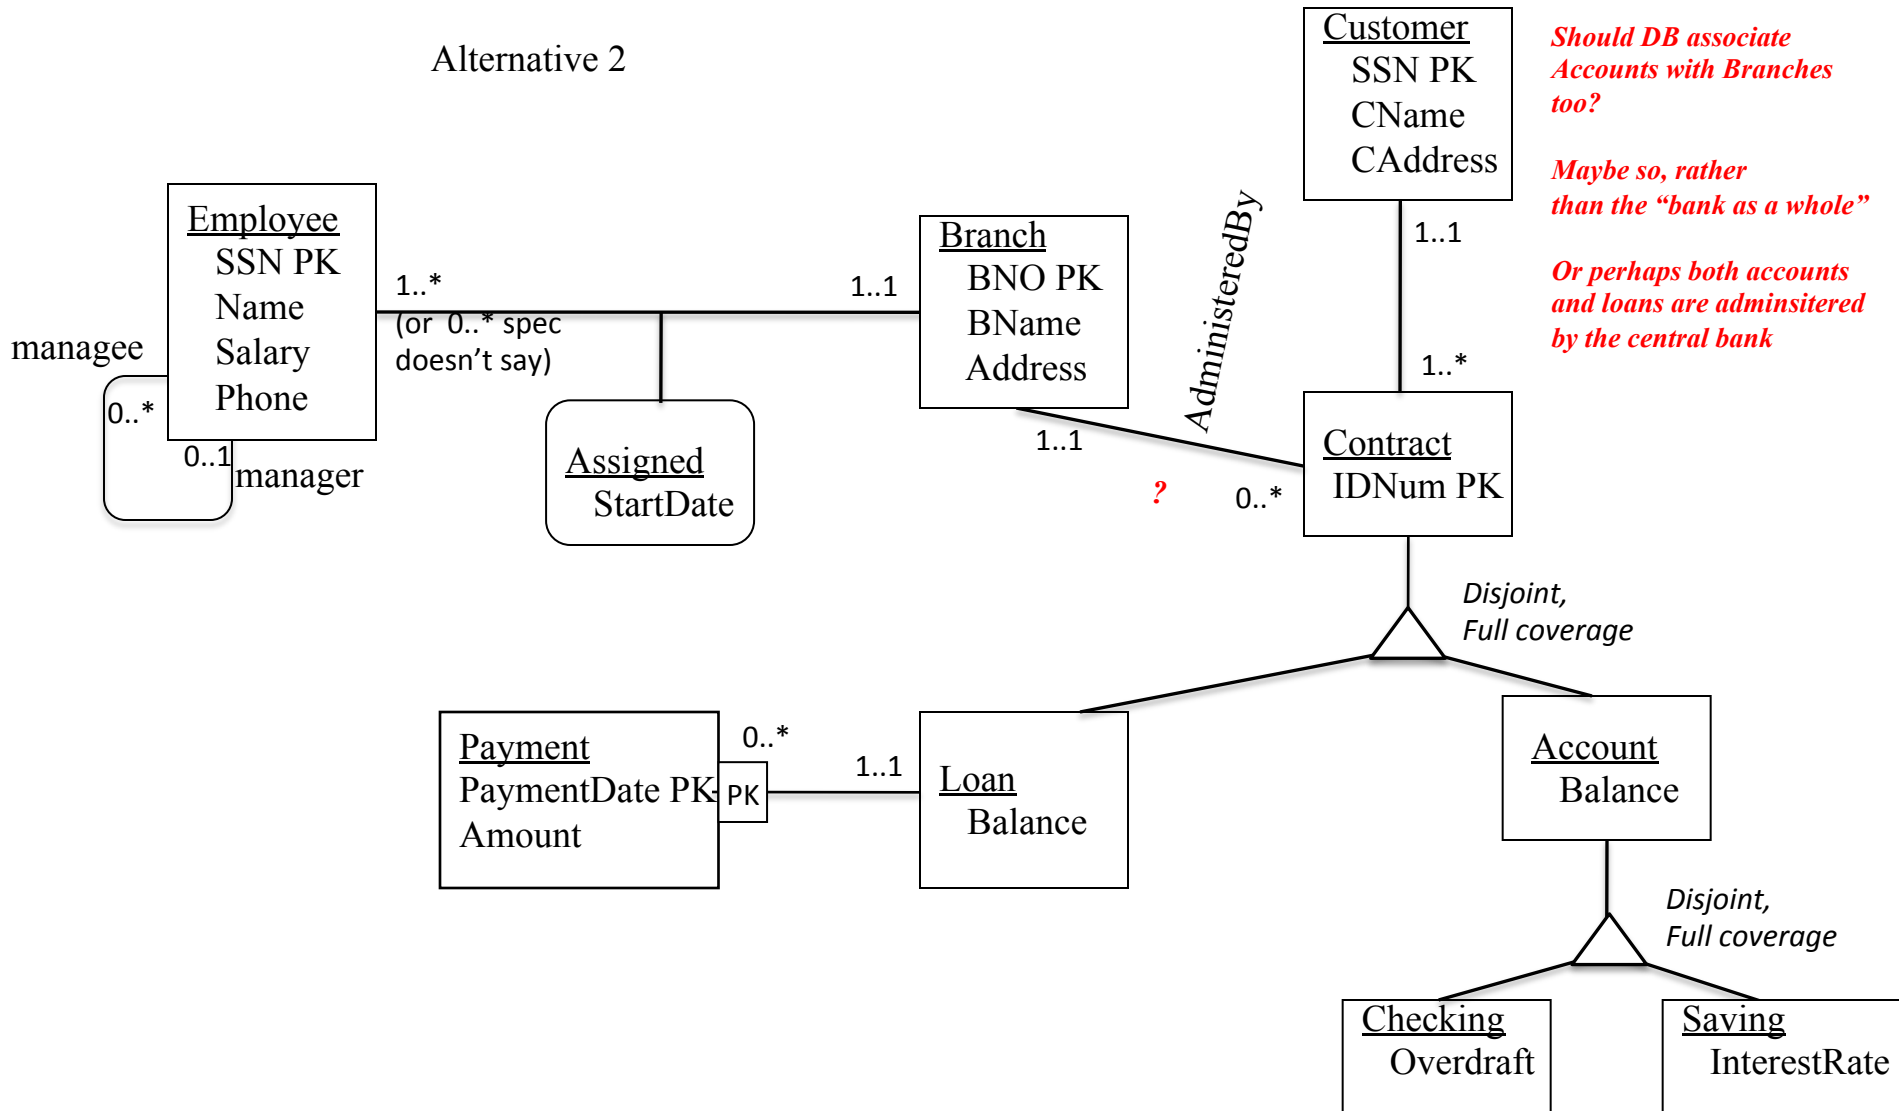 Alternative 2
Customer
SSN PK
CName
CAddress
Should DB associate
Accounts with Branches
too?
Maybe so, rather
than the “bank as a whole”
Or perhaps both accounts
and loans are adminsitered
by the central bank
Employee
SSN PK
Name
Salary
Phone
managee
0..*
0..1
manager
1..*
(or 0..* spec
doesn’t say)
1..1
Assigned
StartDate
Branch
BNO PK
BName
Address
AdministeredBy
1..1
?
0..*
1..1
1..*
Contract
IDNum PK
Disjoint,
Full coverage
Payment
PaymentDate PK
Amount
PK
0..*
1..1
Loan
Balance
Account
Balance
Disjoint,
Full coverage
Checking
Overdraft
Saving
InterestRate